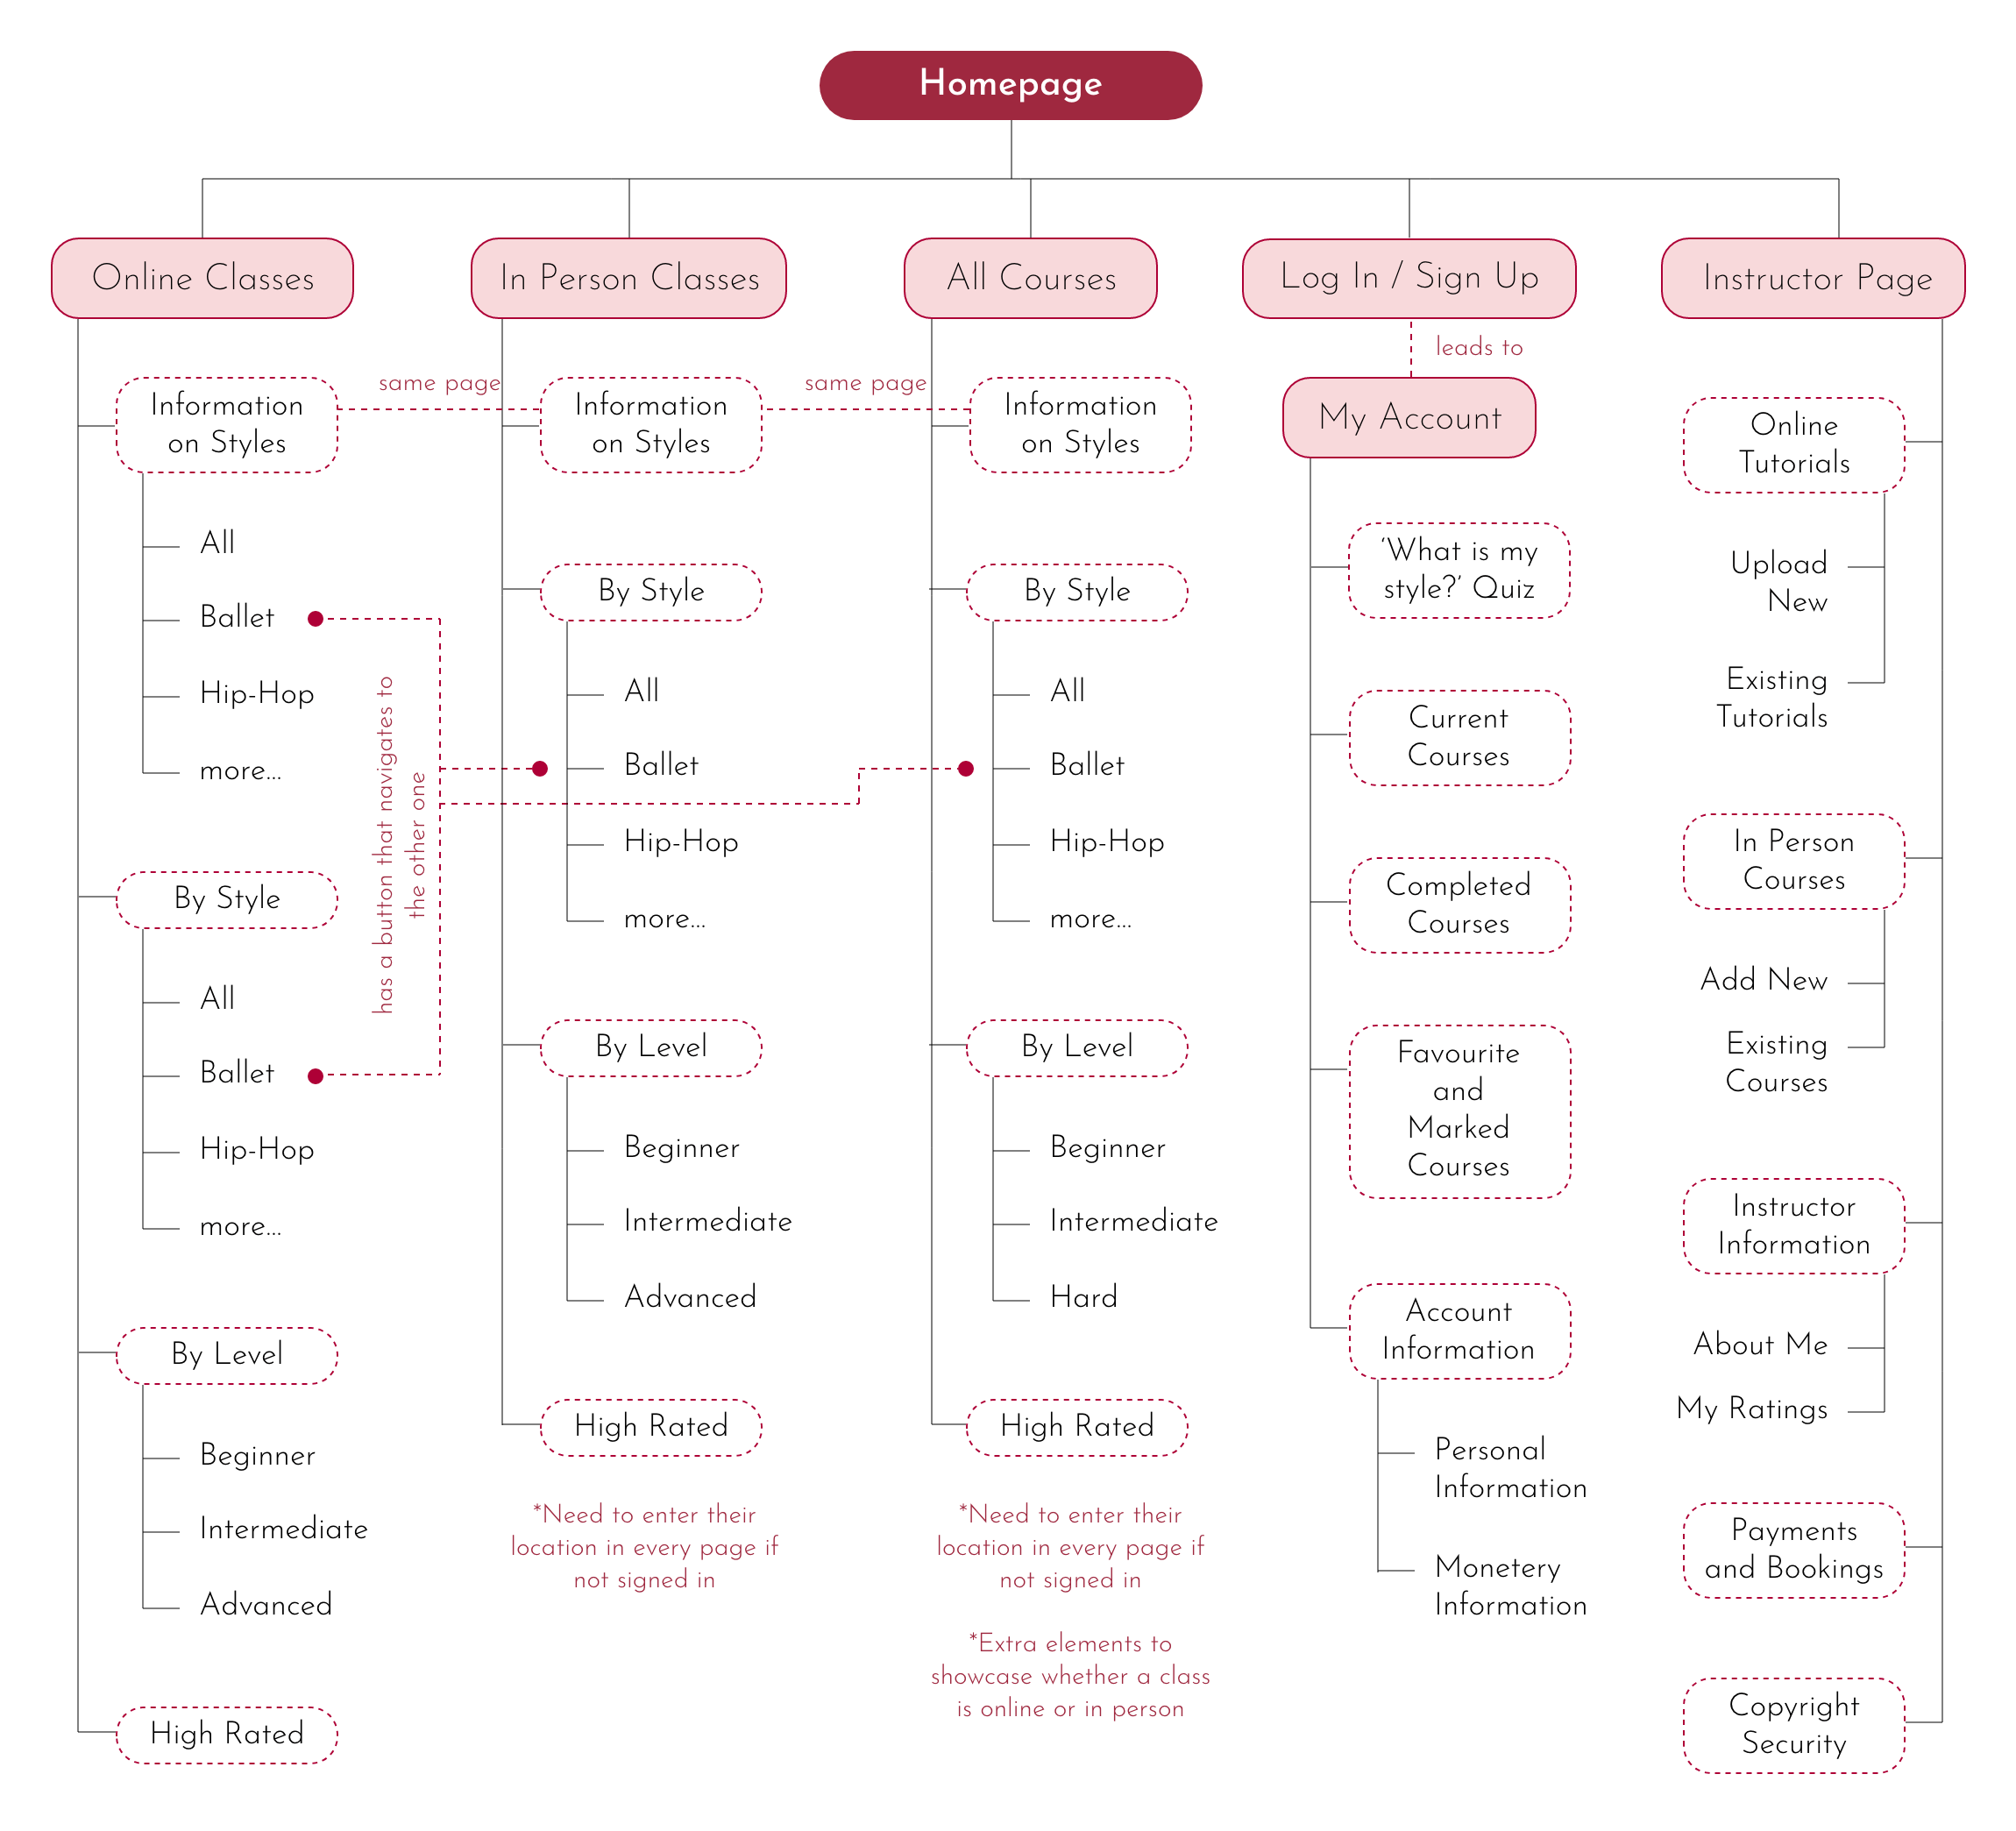 Homepage
Online Classes
In Person Classes
All Courses
Log In / Sign Up
Instructor Page
Information
on Styles
All
Ballet
Hip-Hop
more...
By Style
All
Ballet
Hip-Hop
more...
By Level
Beginner
Intermediate
Advanced
High Rated
same page
has a button that navigates to
the other one
Information
on Styles
By Style
All
Ballet
Hip-Hop
more...
By Level
Beginner
Intermediate
Advanced
High Rated
*Need to enter their
location in every page if
not signed in
same page
Information
on Styles
By Style
All
Ballet
Hip-Hop
more...
By Level
Beginner
Intermediate
Hard
High Rated
*Need to enter their
location in every page if
not signed in
*Extra elements to
showcase whether a class
is online or in person
leads to
My Account
‘What is my
style?’ Quiz
Current
Courses
Completed
Courses
Favourite
and
Marked
Courses
Account
Information
Personal
Information
Monetery
Information
Online
Tutorials
Upload
New
Existing
Tutorials
In Person
Courses
Add New
Existing
Courses
Instructor
Information
About Me
My Ratings
Payments
and Bookings
Copyright
Security